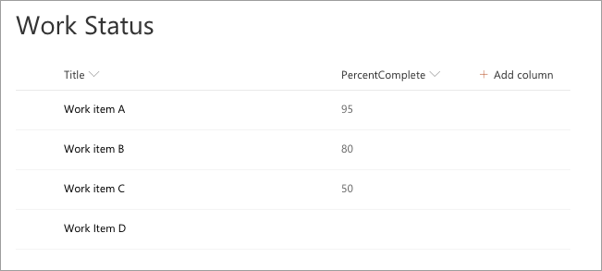 Work Status
Title PercentComplete + Add column
Work item A 95
Work item B 80
Work item C 50
Work Item D